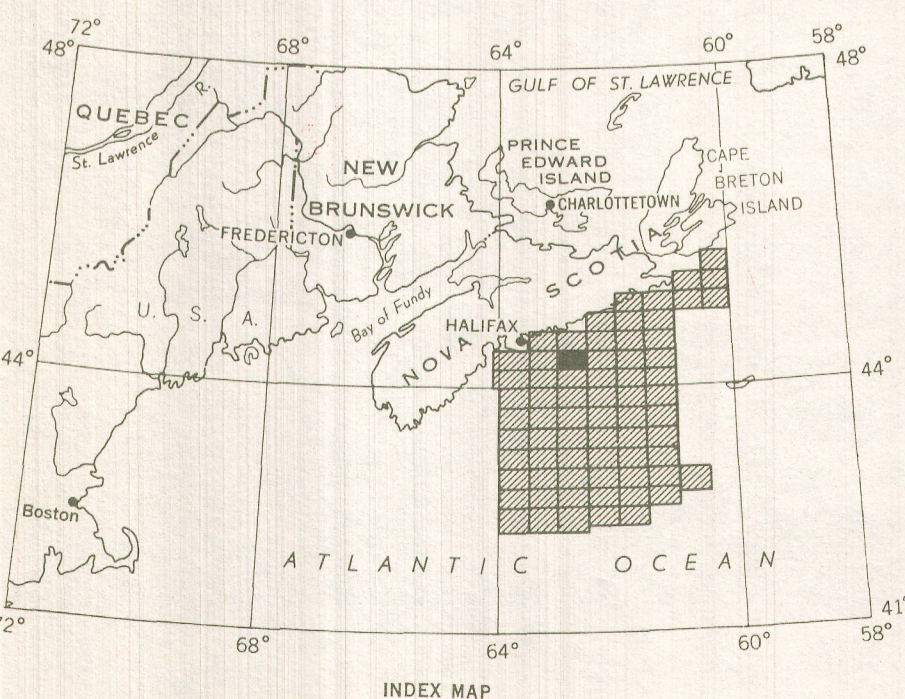 72°
48°
68°
64°
60°
58°
48°
GULF OF ST. LAWRENCE
R.
QUEBEC
St. Lawrence
PRINCE
EDWARD
ISLAND
CAPE
BRETON
ISLAND
NEW
BRUNSWICK
CHARLOTTETOWN
FREDERICTON
U. S. A.
Bay of Fundy
NOVA SCOTIA
HALIFAX
44°
44°
Boston
ATLANTIC OCEAN
72°
68°
64°
60°
41°
58°
INDEX MAP